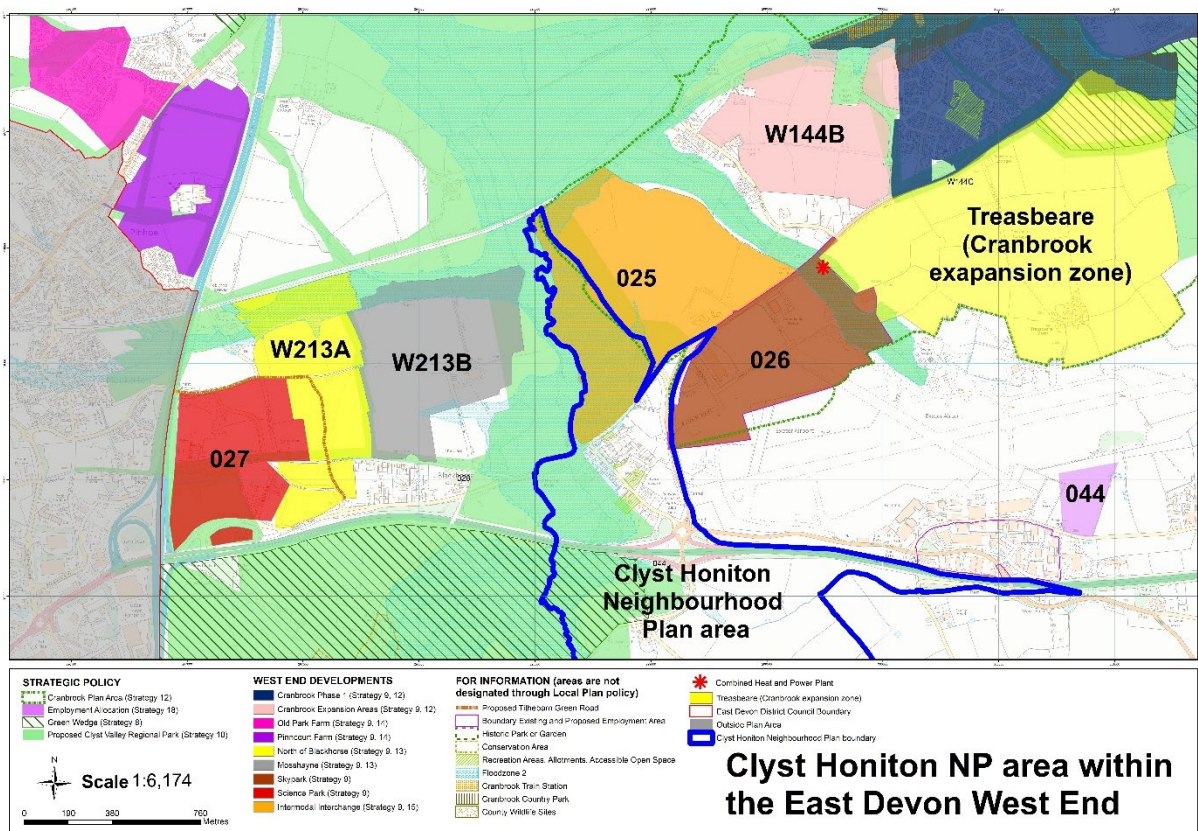 W144B
W144C
Treasbeare
(Cranbrook
exapansion zone)
025
W213A
W213B
026
027
026
044
044
Clyst Honiton
Neighbourhood
Plan area
STRATEGIC POLICY
Cranbrook Plan Area (Strategy 12)
Employment Allocation (Strategy 18)
Green Wedge (Strategy 8)
Proposed Clyst Valley Regional Park (Strategy 10)
N
Scale 1:6,174
0 190 380 760
Metres
WEST END DEVELOPMENTS
Cranbrook Phase 1 (Strategy 9, 12)
Cranbrook Expansion Areas (Strategy 9, 12)
Old Park Farm (Strategy 9, 14)
Pinncourt Farm (Strategy 9, 14)
North of Blackhorse (Strategy 9, 13)
Mosshayne (Strategy 9, 13)
Skypark (Strategy 9)
Science Park (Strategy 9)
Intermodal Interchange (Strategy 9, 15)
FOR INFORMATION (areas are not
designated through Local Plan policy)
Proposed Tithebarn Green Road
Boundary Existing and Proposed Employment Area
Historic Park or Garden
Conservation Area
Recreation Areas, Allotments, Accessible Open Space
Floodzone 2
Cranbrook Train Station
Cranbrook Country Park
County Wildlife Sites
Combined Heat and Power Plant
Treasbeare (Cranbrook expansion zone)
East Devon District Council Boundary
Outside Plan Area
Clyst Honiton Neighbourhood Plan boundary
Clyst Honiton NP area within
the East Devon West End